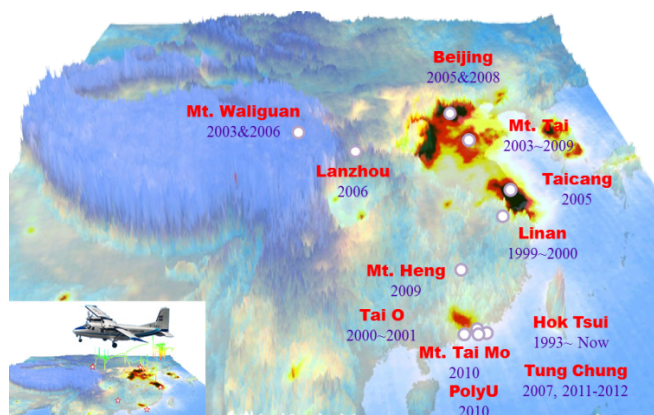 Beijing
2005&2008
Mt. Waliguan
2003&2006
Mt. Tai
2003~2009
Lanzhou
2006
Taicang
2005
Linan
1999~2000
Mt. Heng
2009
Tai O
2000~2001
Hok Tsui
1993~ Now
Mt. Tai Mo
2010
Tung Chung
2007, 2011-2012
PolyU
2010